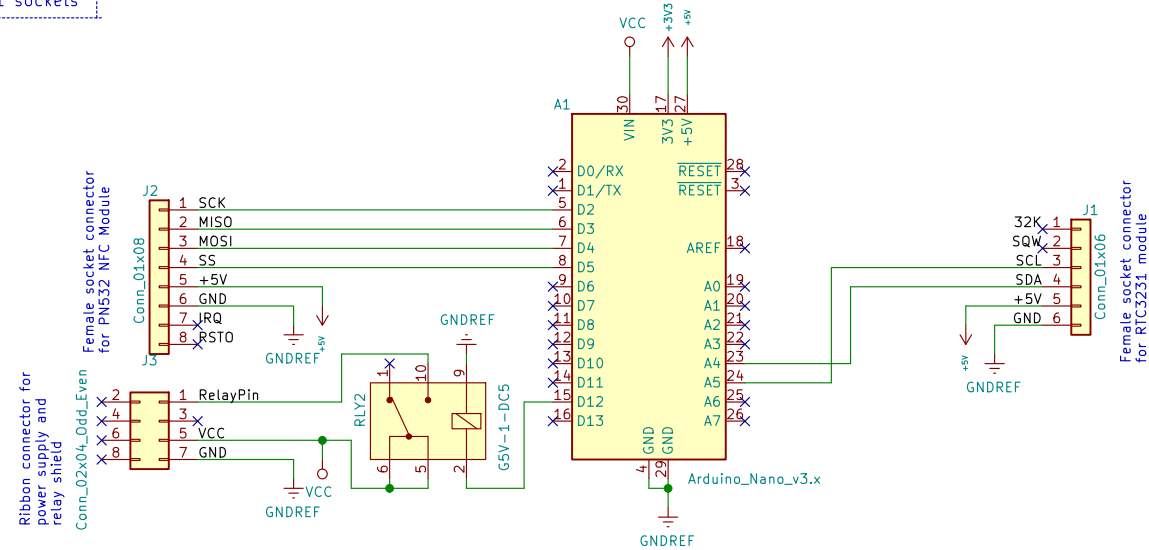 sockets
VCC
+3V3
+5V
A1
30
17
27
VIN
3V3
+5V
2
D0/RX
1
D1/TX
5
D2
6
D3
7
D4
8
D5
9
D6
10
D7
11
D8
12
D9
13
D10
14
D11
15
D12
16
D13
RESET
28
RESET
3
AREF
18
A0
19
A1
20
A2
21
A3
22
A4
23
A5
24
A6
25
A7
26
GND
GND
4
29
Arduino_Nano_v3.x
GNDREF
Female socket connector
for PN532 NFC Module
J2
Conn_01x08
1
SCK
2
MISO
3
MOSI
4
SS
5
+5V
6
GND
7
IRQ
8
RSTO
GNDREF
+5V
J3
Ribbon connector for
power supply and
relay shield
Conn_02x04_Odd_Even
2
4
6
8
1
RelayPin
3
5
VCC
7
GND
GNDREF
VCC
GNDREF
1
10
9
RLY2
G5V-1-DC5
6
5
2
J1
32K
1
SQW
2
SCL
3
SDA
4
+5V
5
GND
6
Conn_01x06
+5V
GNDREF
Female socket connector
for RTC3231 module